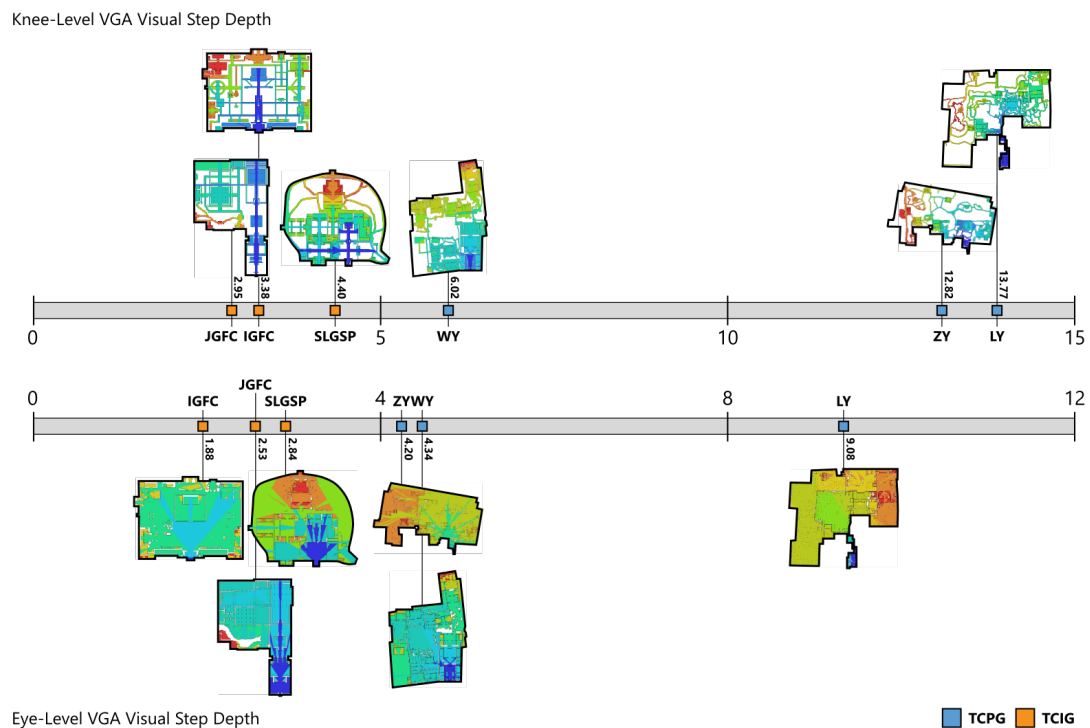 Knee-Level VGA Visual Step Depth
2.95
3.38
4.40
6.02
12.82
13.77
0 5 10 15
JGFC IGFC SLGSP WY ZY LY
JGFC
0 4 8 12
IGFC SLGSP ZY WY LY
1.88
2.53
2.84
4.20
4.34
9.08
Eye-Level VGA Visual Step Depth
TCPG TCIG